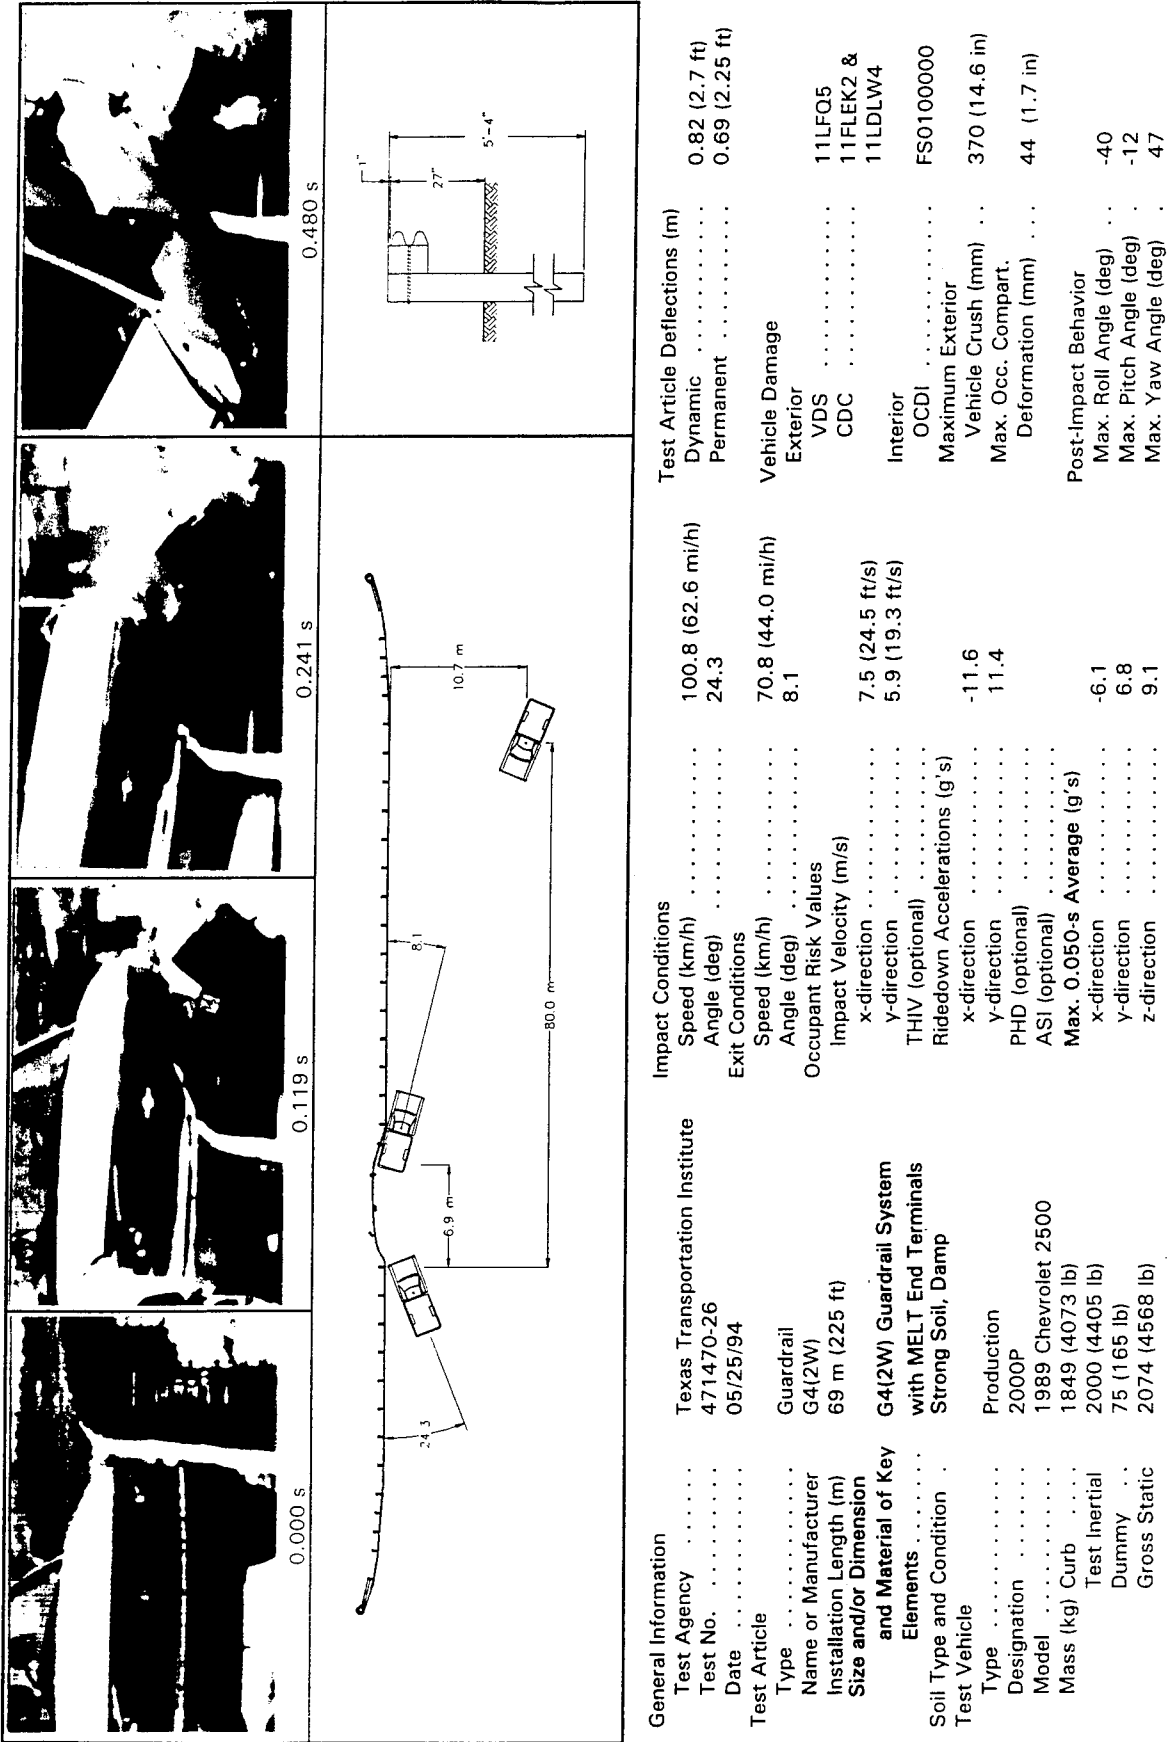 0.000 s
0.119 s
0.241 s
0.480 s
24.3
6.9 m
8.1
80.0 m
10.7 m
1"
27"
5'-4"
General Information
Test Agency ...... Texas Transportation Institute
Test No. ........... 471470-26
Date .............. 05/25/94
Test Article
Type ............. Guardrail
Name or Manufacturer G4(2W)
Installation Length (m) 69 m (225 ft)
Size and/or Dimension
and Material of Key
Elements ....... G4(2W) Guardrail System
with MELT End Terminals
Soil Type and Condition . Strong Soil, Damp
Test Vehicle
Type ............. Production
Designation ........ 2000P
Model ............ 1989 Chevrolet 2500
Mass (kg) Curb .... 1849 (4073 lb)
Test Inertial 2000 (4405 lb)
Dummy .. 75 (165 lb)
Gross Static 2074 (4568 lb)
Impact Conditions
Speed (km/h) ............ 100.8 (62.6 mi/h)
Angle (deg) ............. 24.3
Exit Conditions
Speed (km/h) ............ 70.8 (44.0 mi/h)
Angle (deg) ............. 8.1
Occupant Risk Values
Impact Velocity (m/s)
x-direction ............ 7.5 (24.5 ft/s)
y-direction ............ 5.9 (19.3 ft/s)
THIV (optional) ..........
Ridedown Accelerations (g's)
x-direction ............ -11.6
y-direction ............ 11.4
PHD (optional) ..........
ASI (optional) ...........
Max. 0.050-s Average (g's)
x-direction ............ -6.1
y-direction ............ 6.8
z-direction ............ 9.1
Test Article Deflections (m)
Dynamic ............. 0.82 (2.7 ft)
Permanent ........... 0.69 (2.25 ft)
Vehicle Damage
Exterior
VDS ............. 11LFQ5
CDC ............. 11FLEK2 &
11LDLW4
Interior
OCDI ............ FS0100000
Maximum Exterior
Vehicle Crush (mm) .. 370 (14.6 in)
Max. Occ. Compart.
Deformation (mm) ... 44 (1.7 in)
Post-Impact Behavior
Max. Roll Angle (deg) .. -40
Max. Pitch Angle (deg) . -12
Max. Yaw Angle (deg) . 47